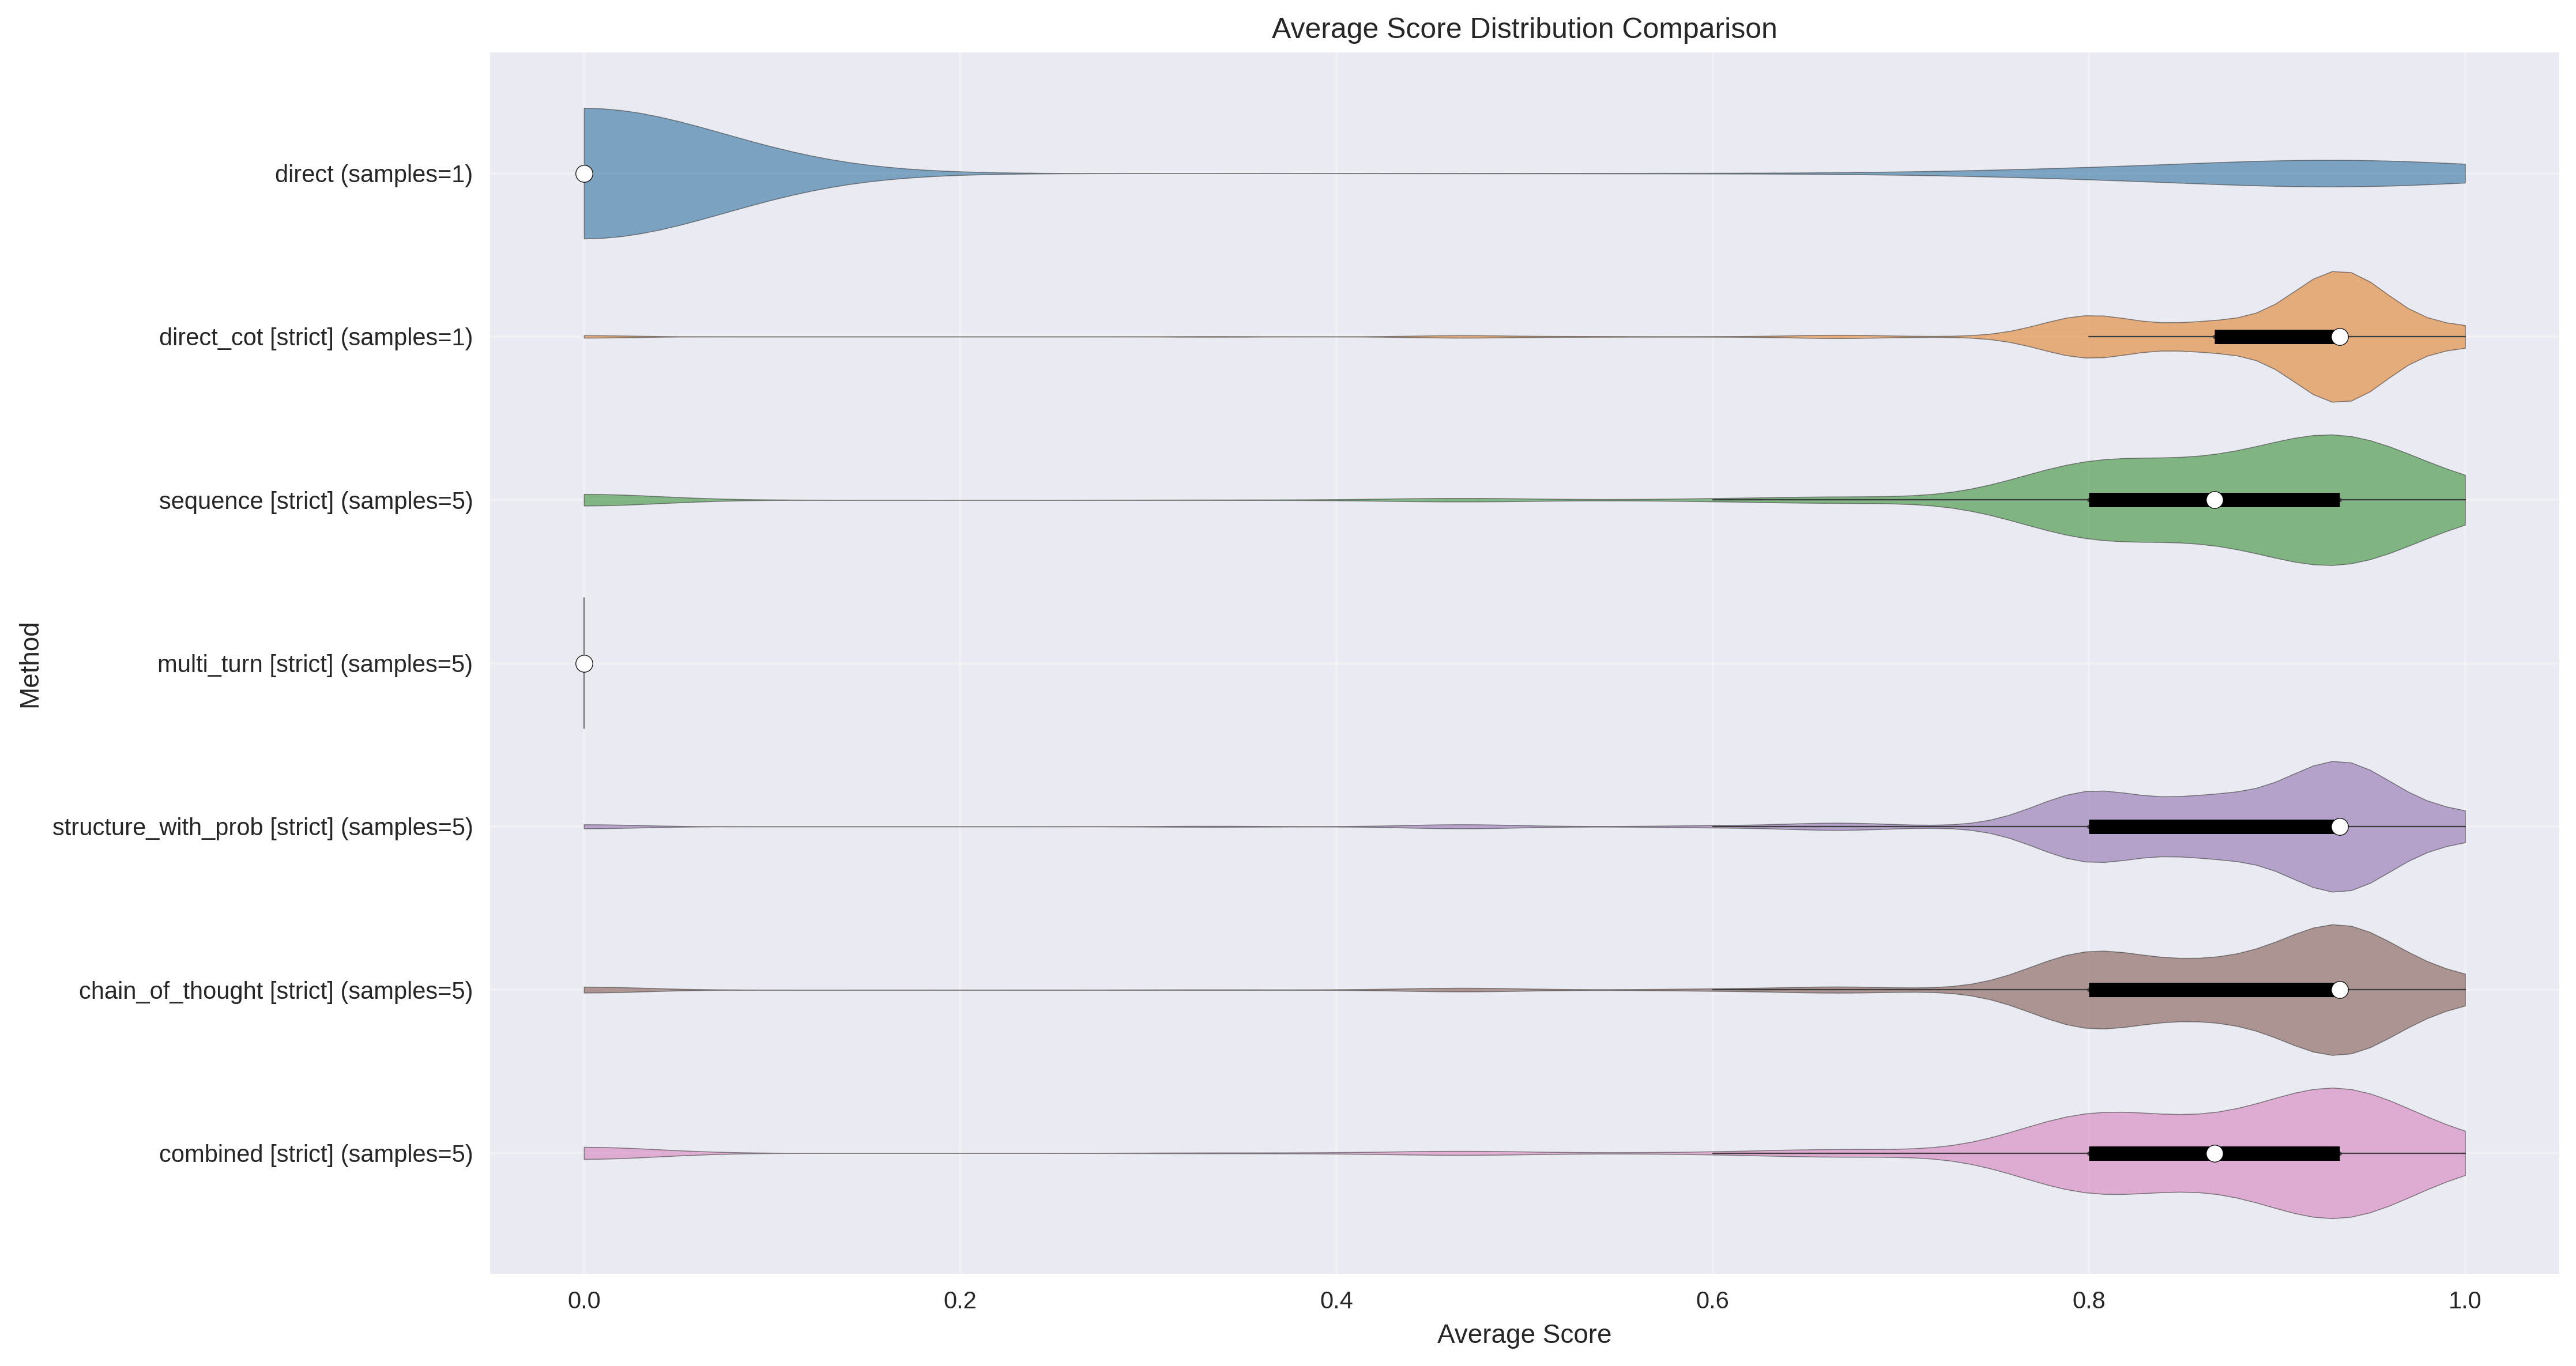 Average Score Distribution Comparison
direct (samples=1)
direct_cot [strict] (samples=1)
sequence [strict] (samples=5)
multi_turn [strict] (samples=5)
structure_with_prob [strict] (samples=5)
chain_of_thought [strict] (samples=5)
combined [strict] (samples=5)
Method
0.0 0.2 0.4 0.6 0.8 1.0
Average Score